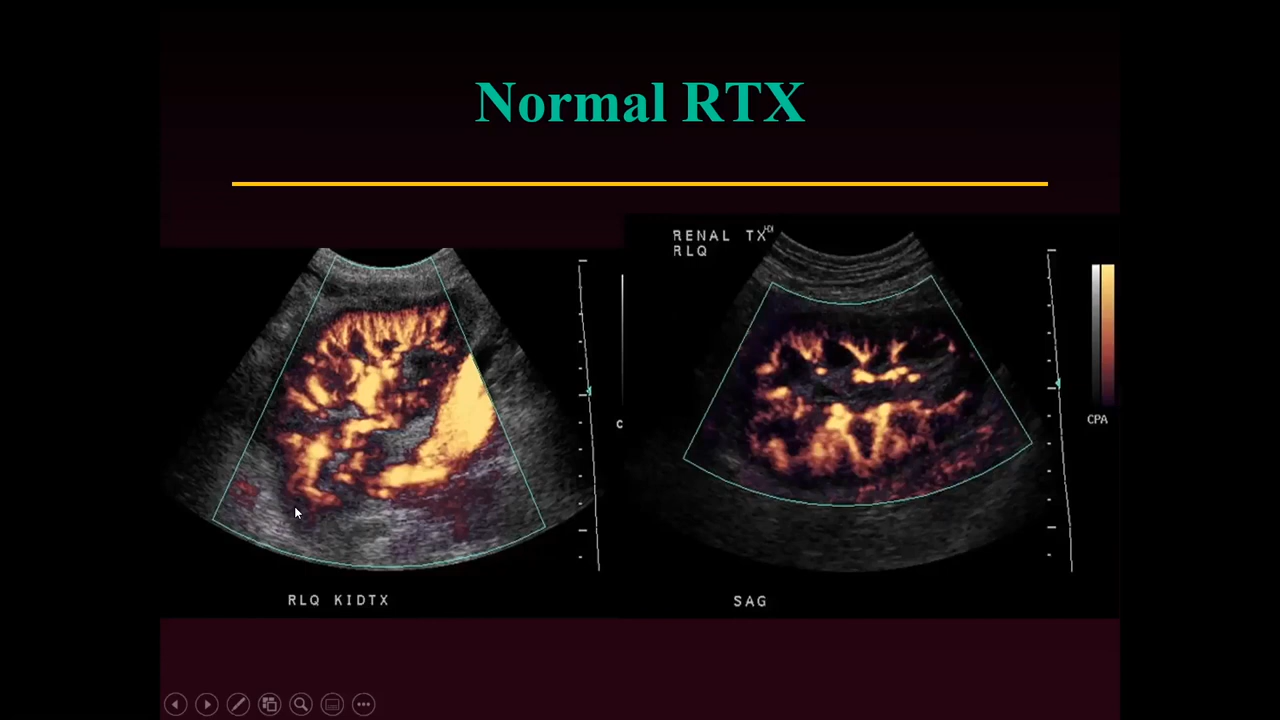 Normal RTX
RENAL TX
RLQ
C
CPA
RLQ KIDTX
SAG